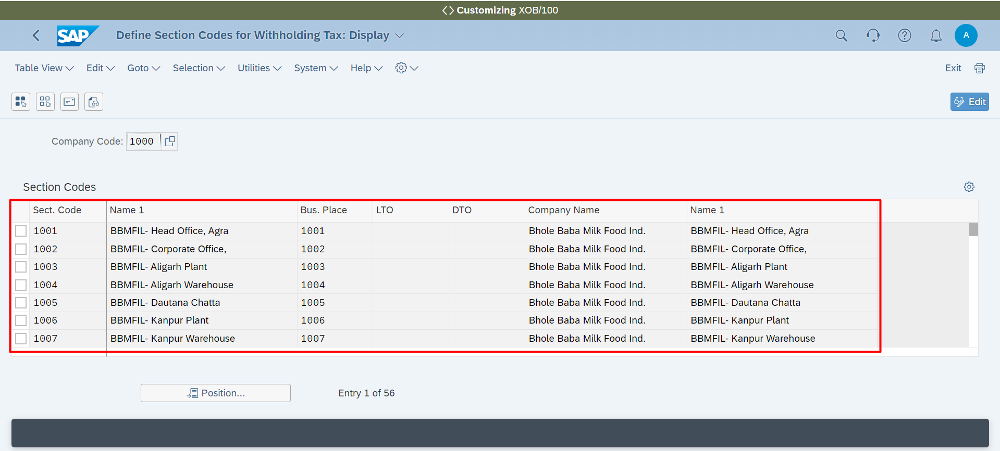 <> Customizing XOB/100
SAP Define Section Codes for Withholding Tax: Display A
Table View Edit Goto Selection Utilities System Help Exit
Edit
Company Code: 1000
Section Codes
Sect. Code Name 1 Bus. Place LTO DTO Company Name Name 1
1001 BBMFIL- Head Office, Agra 1001 Bhole Baba Milk Food Ind. BBMFIL- Head Office, Agra
1002 BBMFIL- Corporate Office, 1002 Bhole Baba Milk Food Ind. BBMFIL- Corporate Office,
1003 BBMFIL- Aligarh Plant 1003 Bhole Baba Milk Food Ind. BBMFIL- Aligarh Plant
1004 BBMFIL- Aligarh Warehouse 1004 Bhole Baba Milk Food Ind. BBMFIL- Aligarh Warehouse
1005 BBMFIL- Dautana Chatta 1005 Bhole Baba Milk Food Ind. BBMFIL- Dautana Chatta
1006 BBMFIL- Kanpur Plant 1006 Bhole Baba Milk Food Ind. BBMFIL- Kanpur Plant
1007 BBMFIL- Kanpur Warehouse 1007 Bhole Baba Milk Food Ind. BBMFIL- Kanpur Warehouse
Position... Entry 1 of 56